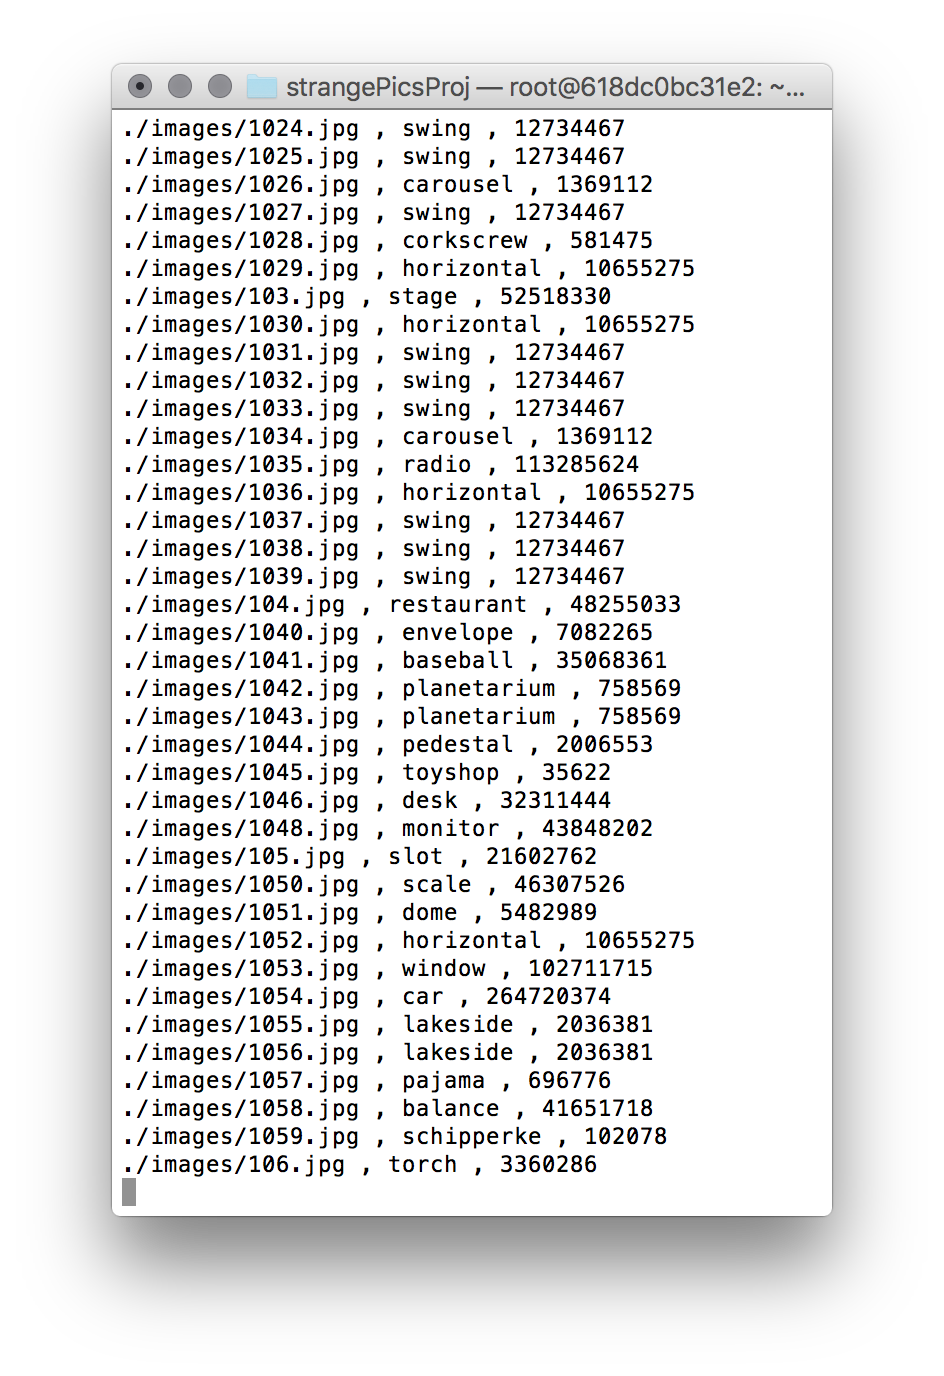 strangePicsProj — root@618dc0bc31e2: ~...
./images/1024.jpg , swing , 12734467
./images/1025.jpg , swing , 12734467
./images/1026.jpg , carousel , 1369112
./images/1027.jpg , swing , 12734467
./images/1028.jpg , corkscrew , 581475
./images/1029.jpg , horizontal , 10655275
./images/103.jpg , stage , 52518330
./images/1030.jpg , horizontal , 10655275
./images/1031.jpg , swing , 12734467
./images/1032.jpg , swing , 12734467
./images/1033.jpg , swing , 12734467
./images/1034.jpg , carousel , 1369112
./images/1035.jpg , radio , 113285624
./images/1036.jpg , horizontal , 10655275
./images/1037.jpg , swing , 12734467
./images/1038.jpg , swing , 12734467
./images/1039.jpg , swing , 12734467
./images/104.jpg , restaurant , 48255033
./images/1040.jpg , envelope , 7082265
./images/1041.jpg , baseball , 35068361
./images/1042.jpg , planetarium , 758569
./images/1043.jpg , planetarium , 758569
./images/1044.jpg , pedestal , 2006553
./images/1045.jpg , toyshop , 35622
./images/1046.jpg , desk , 32311444
./images/1048.jpg , monitor , 43848202
./images/105.jpg , slot , 21602762
./images/1050.jpg , scale , 46307526
./images/1051.jpg , dome , 5482989
./images/1052.jpg , horizontal , 10655275
./images/1053.jpg , window , 102711715
./images/1054.jpg , car , 264720374
./images/1055.jpg , lakeside , 2036381
./images/1056.jpg , lakeside , 2036381
./images/1057.jpg , pajama , 696776
./images/1058.jpg , balance , 41651718
./images/1059.jpg , schipperke , 102078
./images/106.jpg , torch , 3360286